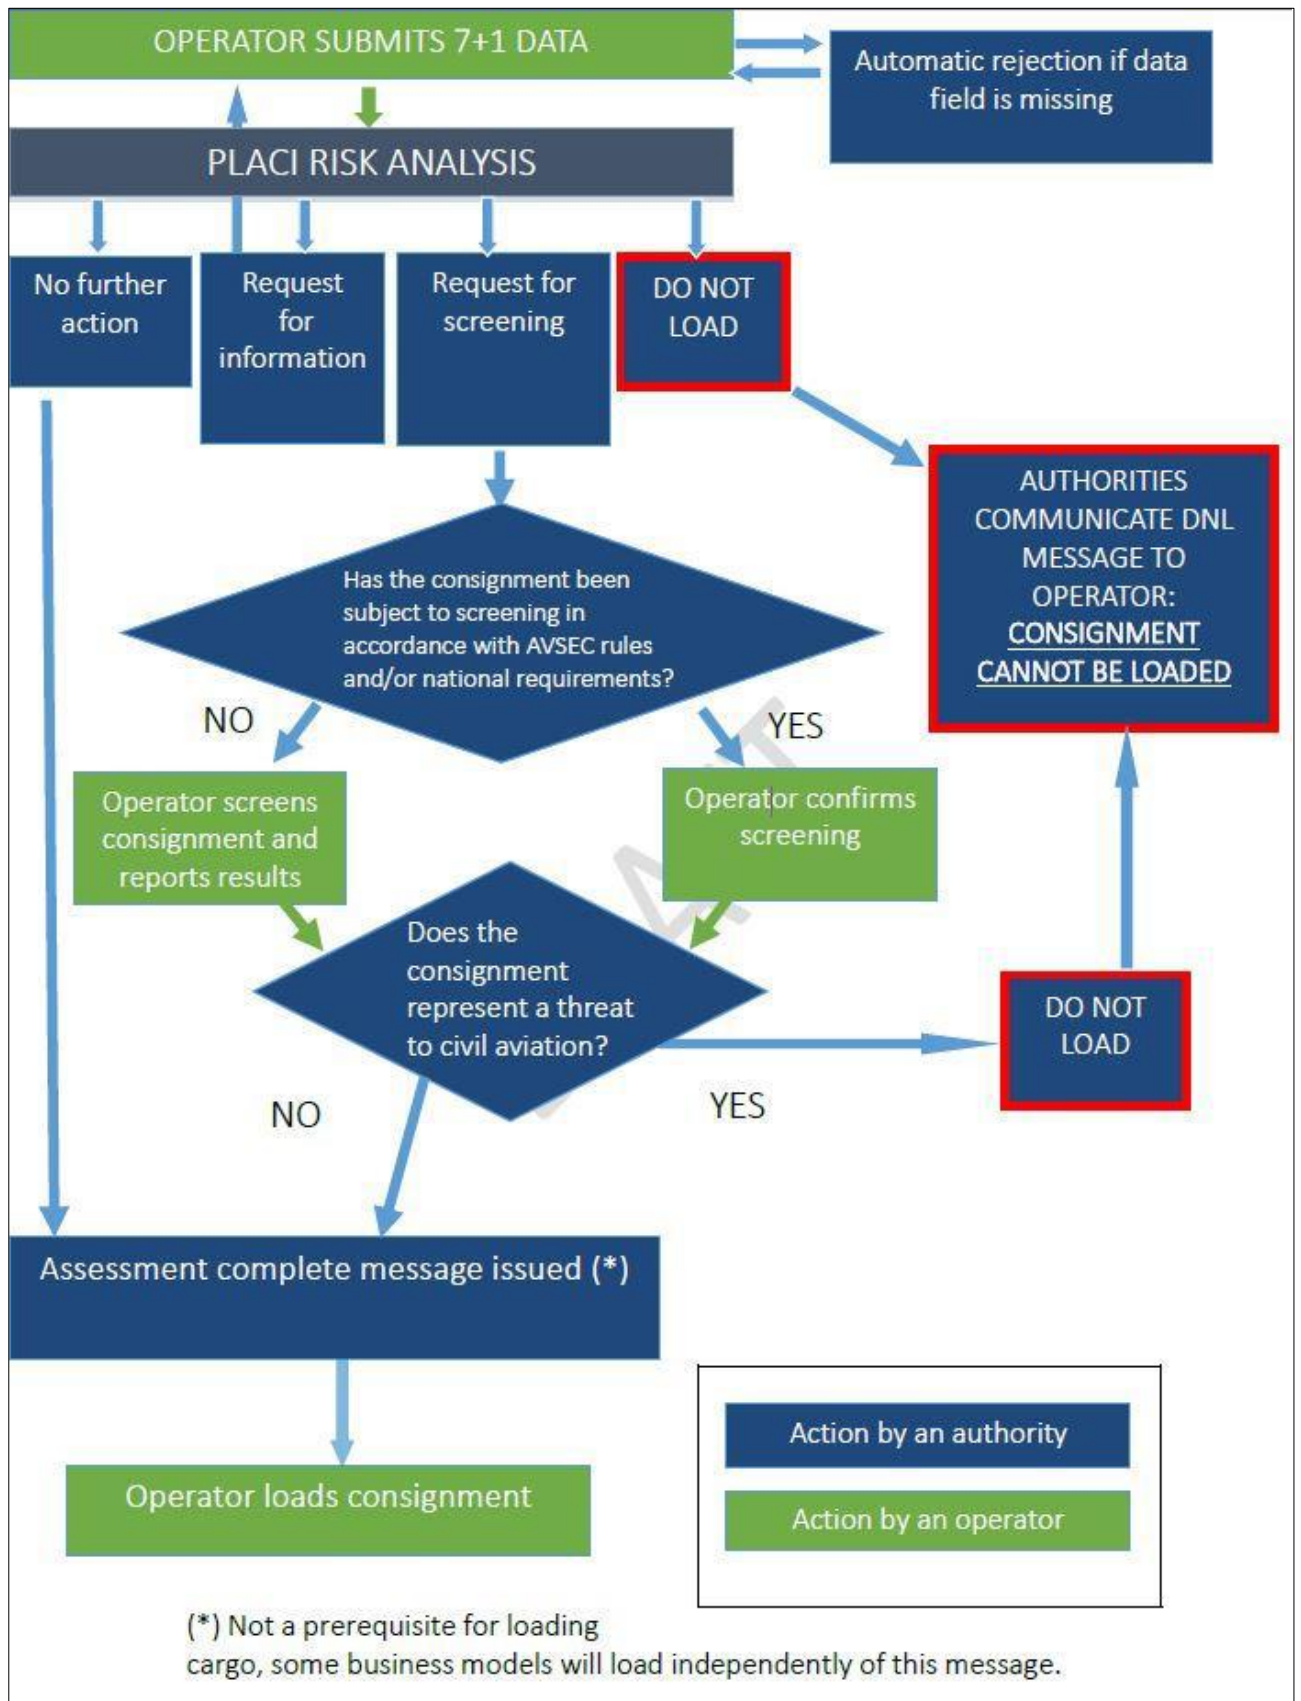 OPERATOR SUBMITS 7+1 DATA
Automatic rejection if data
field is missing
PLACI RISK ANALYSIS
No further
action
Request
for
information
Request for
screening
DO NOT
LOAD
AUTHORITIES
COMMUNICATE DNL
MESSAGE TO
OPERATOR:
CONSIGNMENT
CANNOT BE LOADED
Has the consignment been
subject to screening in
accordance with AVSEC rules
and/or national requirements?
NO
YES
Operator screens
consignment and
reports results
Operator confirms
screening
Does the
consignment
represent a threat
to civil aviation?
DO NOT
LOAD
NO
YES
Assessment complete message issued (*)
Operator loads consignment
Action by an authority
Action by an operator
(*) Not a prerequisite for loading
cargo, some business models will load independently of this message.